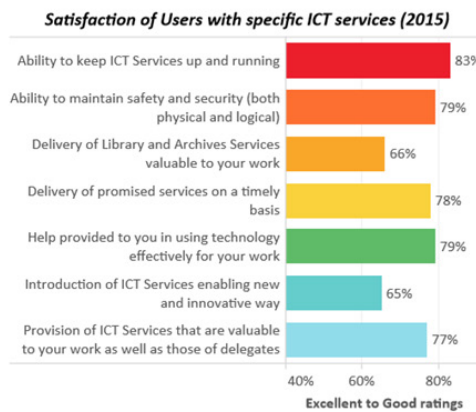 Satisfaction of Users with specific ICT services (2015)
Ability to keep ICT Services up and running
83%
Ability to maintain safety and security (both
physical and logical)
79%
Delivery of Library and Archives Services
valuable to your work
66%
Delivery of promised services on a timely
basis
78%
Help provided to you in using technology
effectively for your work
79%
Introduction of ICT Services enabling new
and innovative way
65%
Provision of ICT Services that are valuable
to your work as well as those of delegates
77%
40% 60% 80%
Excellent to Good ratings